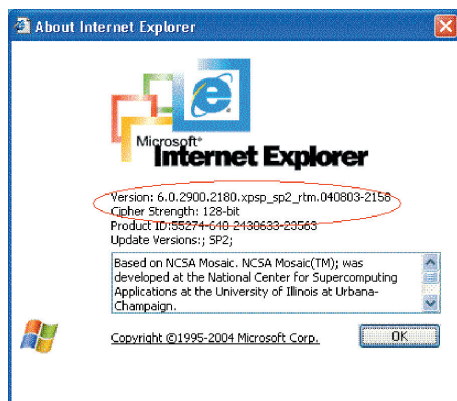 About Internet Explorer
Microsoft®
Internet Explorer
Version: 6.0.2900.2180.xpsp_sp2_rtm.040803-2158
Cipher Strength: 128-bit
Product ID:55274-640-2430633-23563
Update Versions:; SP2;
Based on NCSA Mosaic. NCSA Mosaic(TM); was
developed at the National Center for Supercomputing
Applications at the University of Illinois at Urbana-
Champaign.
Copyright ©1995-2004 Microsoft Corp.
OK